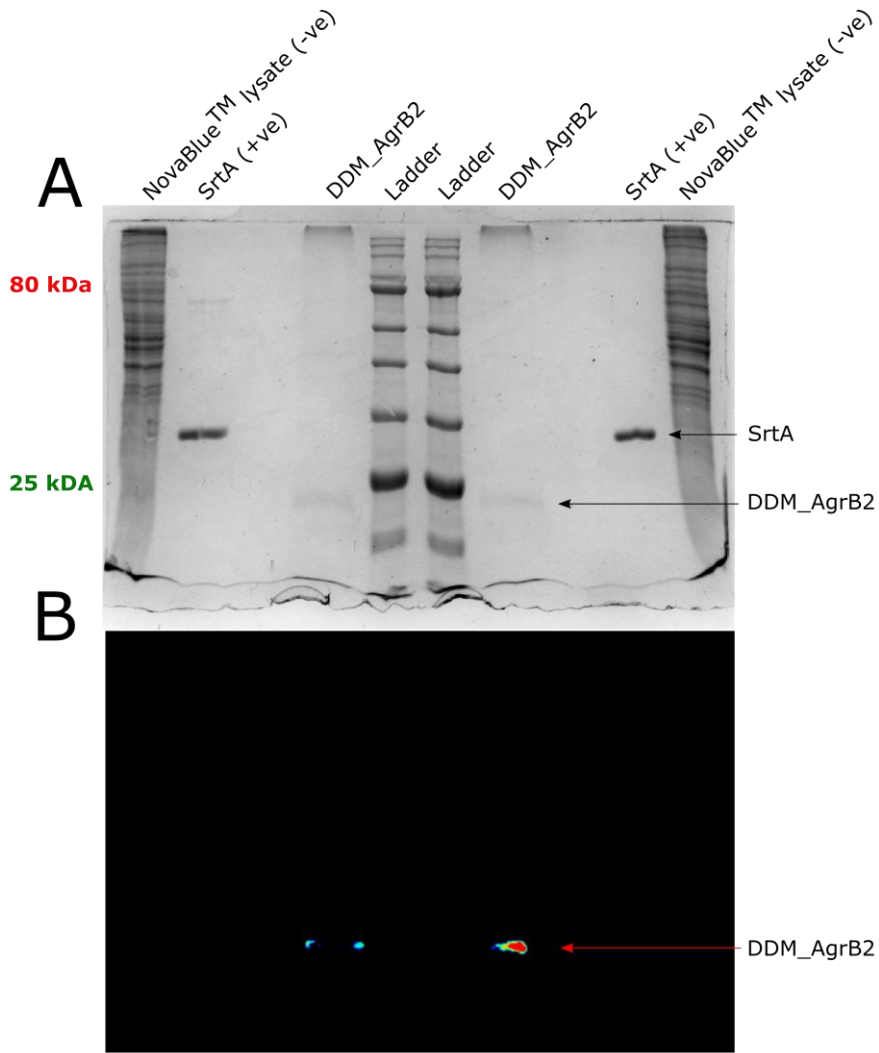 A
NovaBlue™ lysate (-ve)
SrtA (+ve)
DDM_AgrB2
Ladder
Ladder
DDM_AgrB2
SrtA (+ve)
NovaBlue™ lysate (-ve)
80 kDa
25 kDA
SrtA
DDM_AgrB2
B
DDM_AgrB2